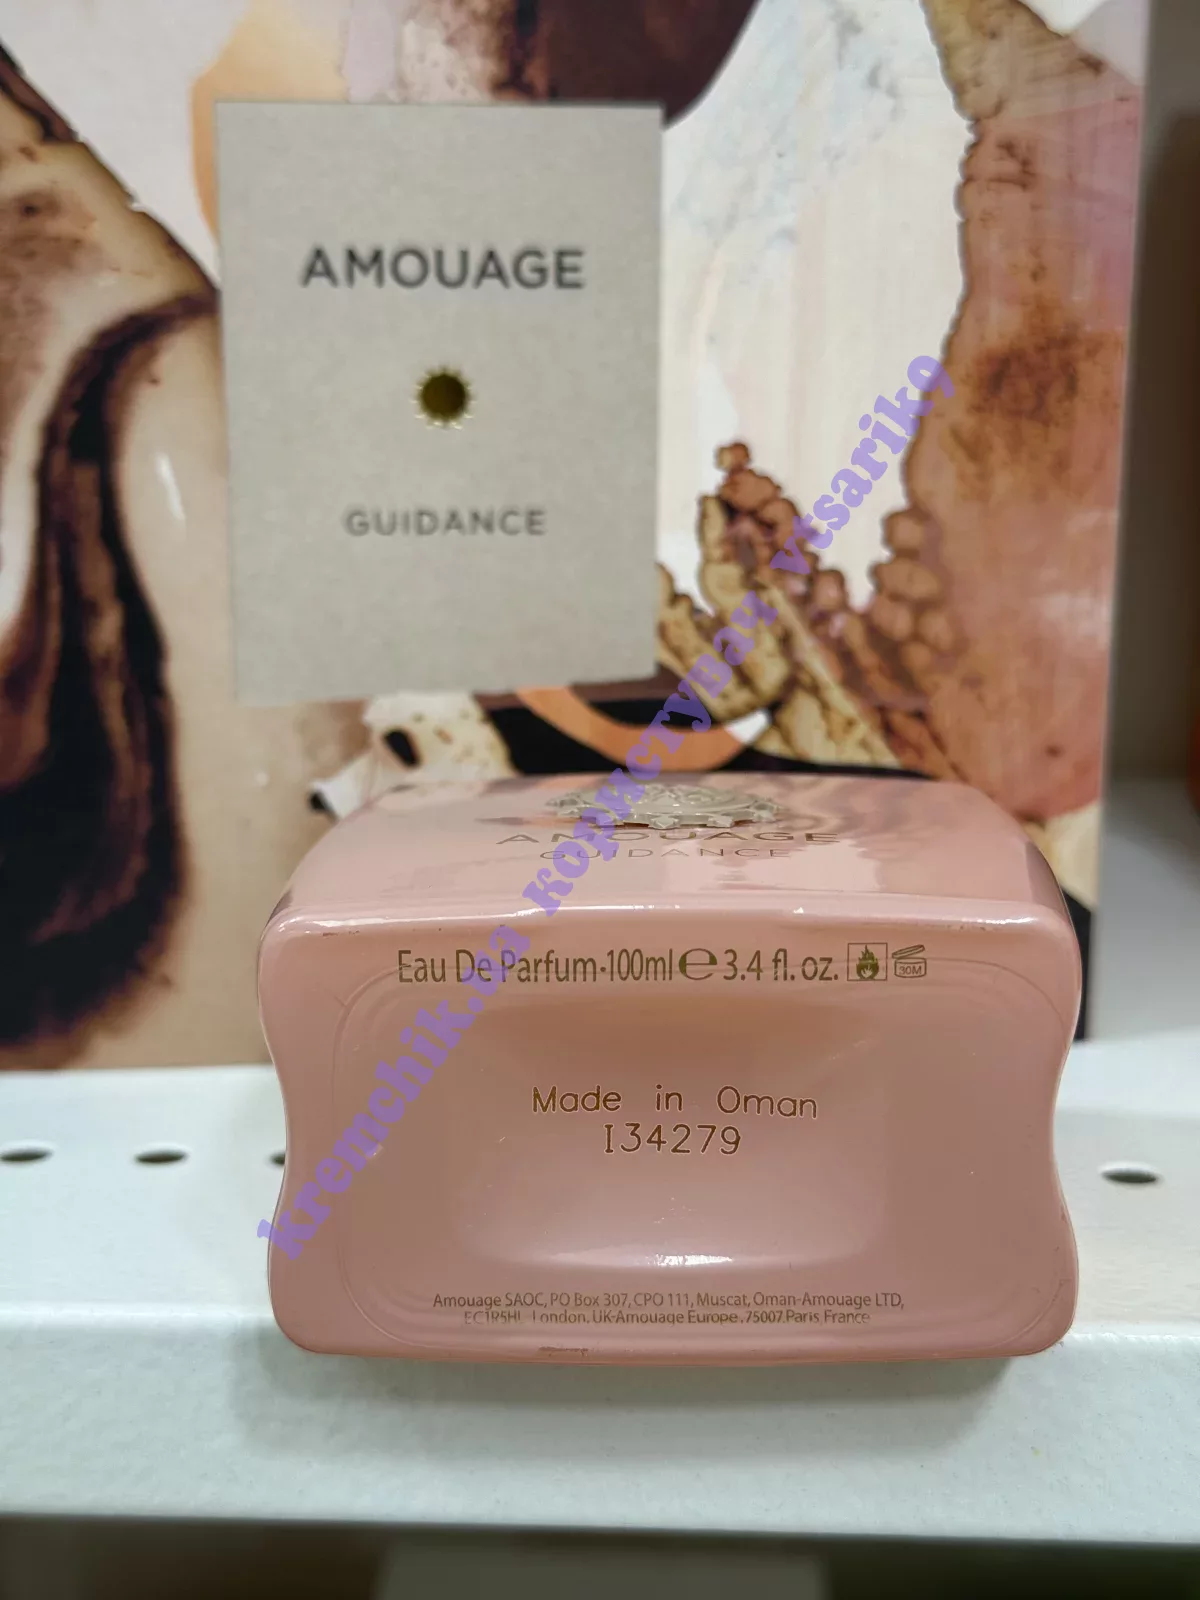 AMOUAGE
GUIDANCE
AMOUAGE
GUIDANCE
Eau De Parfum·100ml ℮ 3.4 fl. oz.
30M
Made in Oman
I34279
Amouage SAOC, PO Box 307, CPO 111, Muscat, Oman-Amouage LTD,
EC1R5HL London. UK-Amouage Europe .75007 Paris France
kremchik.ua користувач vtsarik9